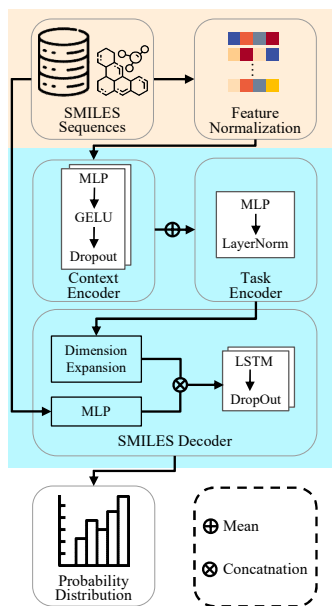 SMILES
Sequences
Feature
Normalization
MLP
GELU
Dropout
Context
Encoder
MLP
LayerNorm
Task
Encoder
Dimension
Expansion
MLP
LSTM
DropOut
SMILES Decoder
Probability
Distribution
Mean
Concatnation